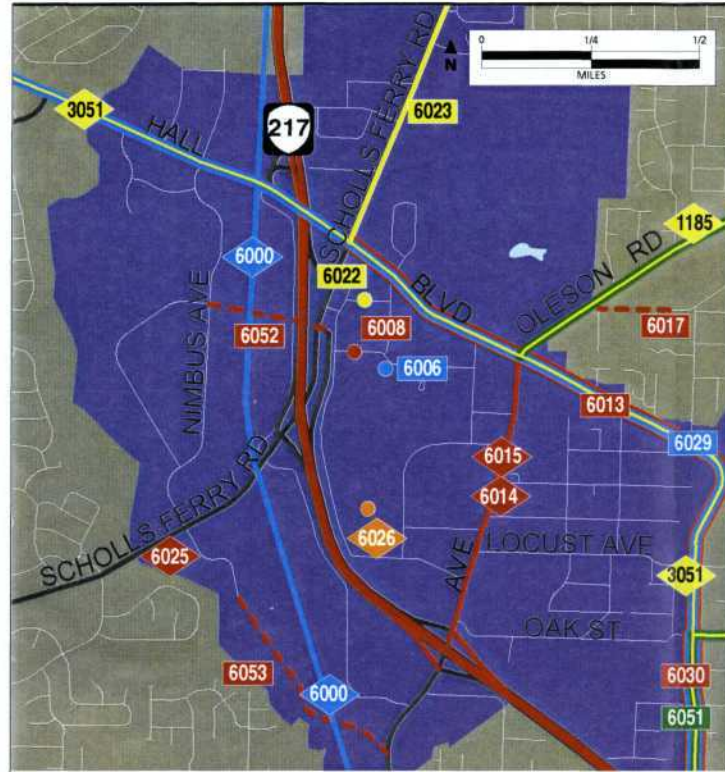 0 1/4 1/2
MILES
N
SCHOLLS FERRY RD
3051
6023
HALL
217
1185
6000
6022
BLVD
OLESON RD
NIMBUS AVE
6052
6008
6017
6006
6013
6029
6015
6014
SCHOLLS FERRY RD
6026
LOCUST AVE
6025
AVE
3051
OAK ST
6053
6000
6030
6051